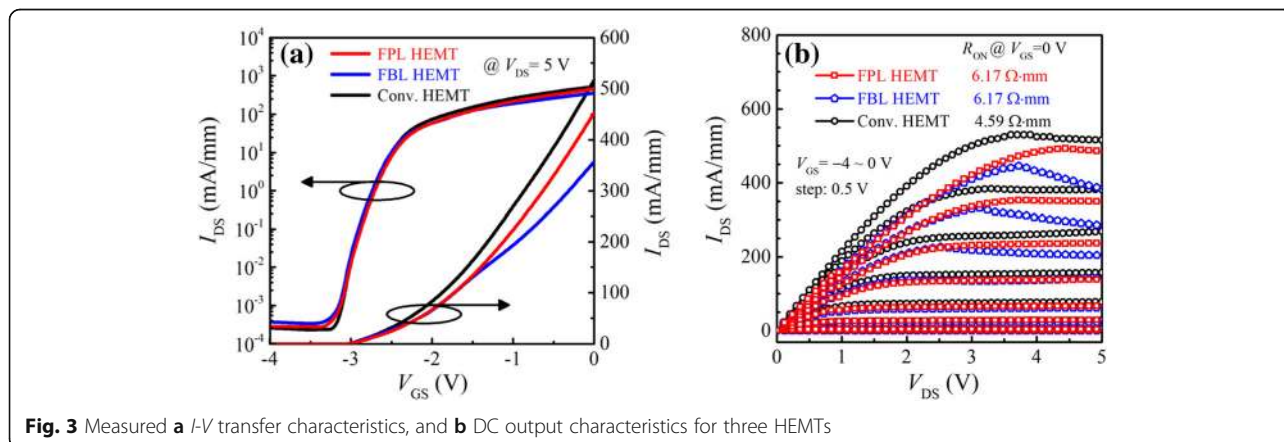 (a)
FPL HEMT
FBL HEMT
Conv. HEMT
@ V_DS = 5 V
10^4
10^3
10^2
10^1
10^0
10^-1
10^-2
10^-3
10^-4
I_DS (mA/mm)
600
500
400
300
200
100
0
I_DS (mA/mm)
-4 -3 -2 -1 0
V_GS (V)
(b)
R_ON @ V_GS=0 V
FPL HEMT 6.17 Ω·mm
FBL HEMT 6.17 Ω·mm
Conv. HEMT 4.59 Ω·mm
V_GS= −4 ~ 0 V
step: 0.5 V
800
600
400
200
0
I_DS (mA/mm)
0 1 2 3 4 5
V_DS (V)
Fig. 3 Measured a I-V transfer characteristics, and b DC output characteristics for three HEMTs